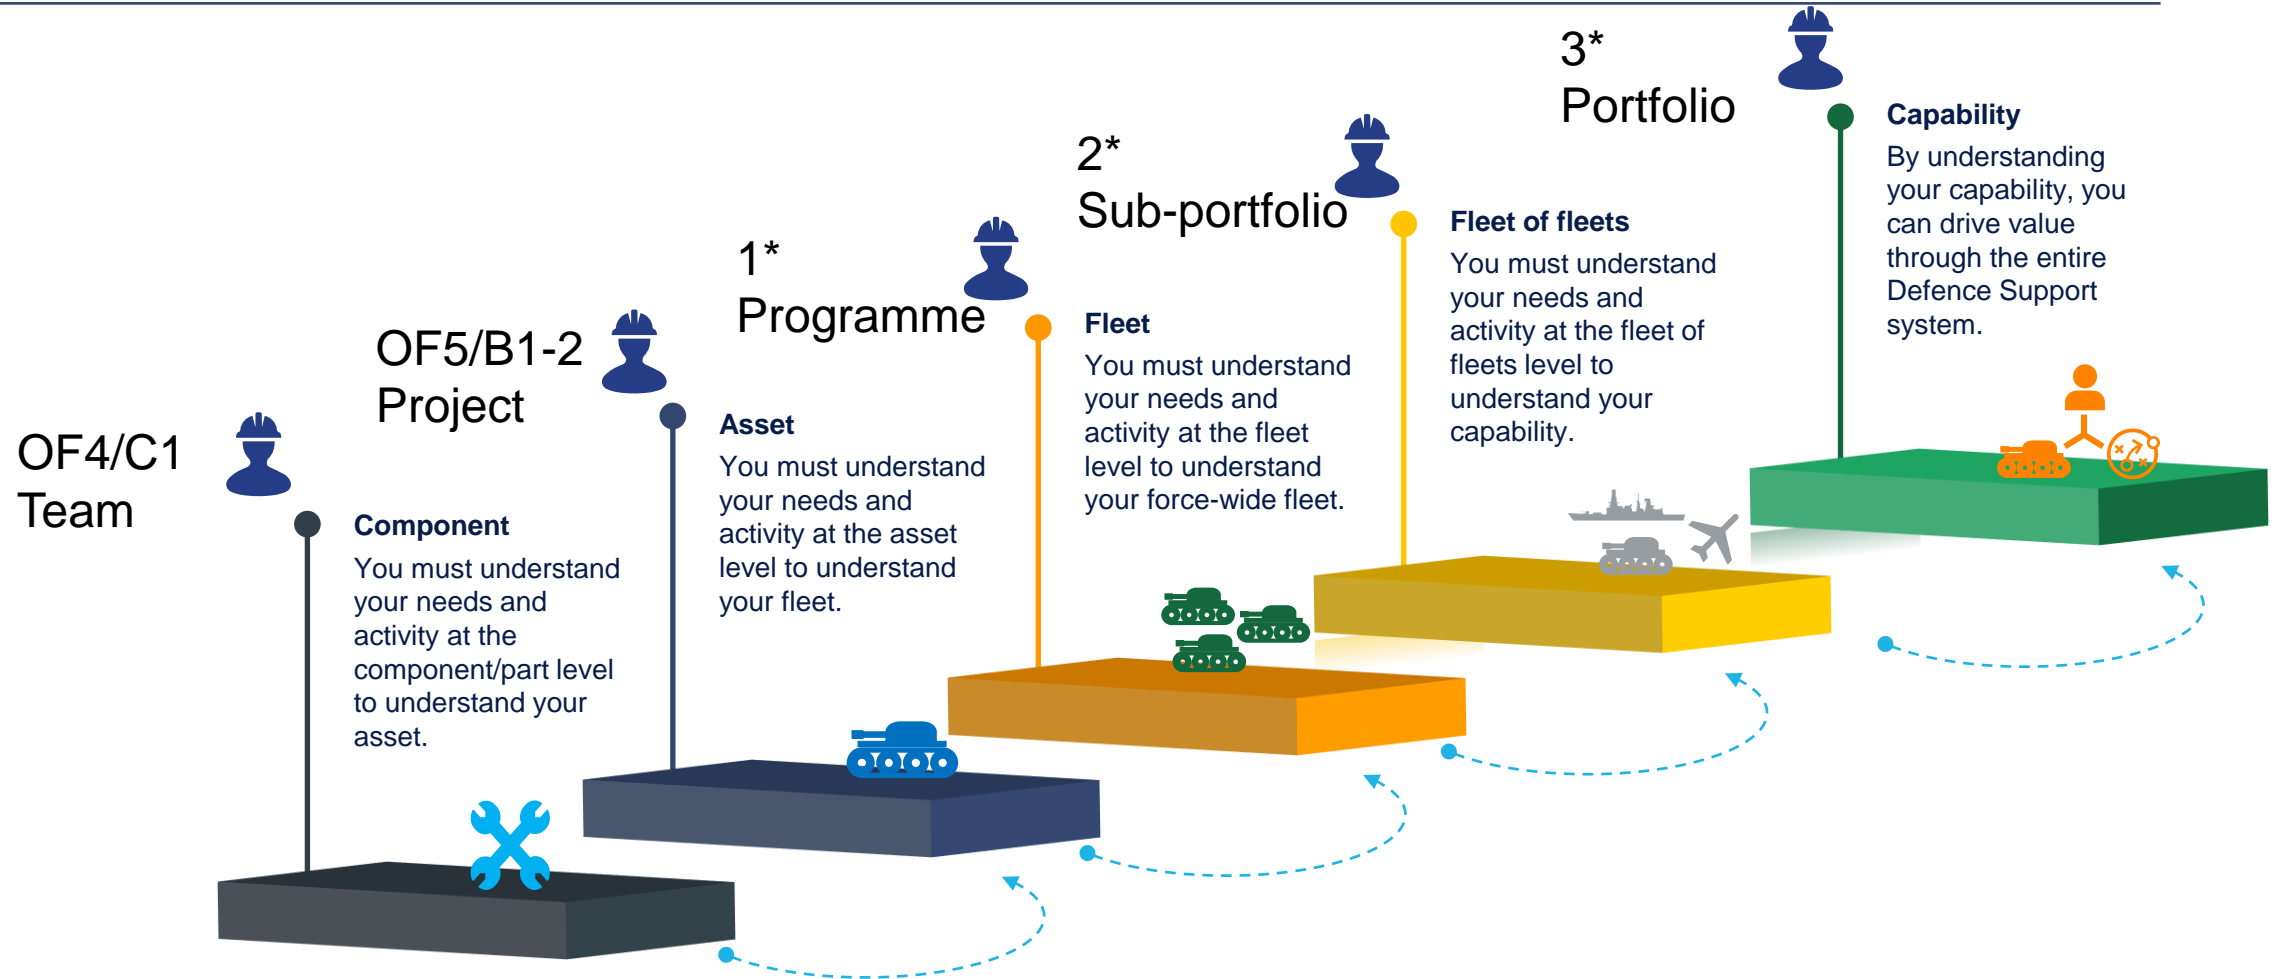 OF4/C1
Team
Component
You must understand
your needs and
activity at the
component/part level
to understand your
asset.
OF5/B1-2
Project
Asset
You must understand
your needs and
activity at the asset
level to understand
your fleet.
1*
Programme
Fleet
You must understand
your needs and
activity at the fleet
level to understand
your force-wide fleet.
2*
Sub-portfolio
Fleet of fleets
You must understand
your needs and
activity at the fleet of
fleets level to
understand your
capability.
3*
Portfolio
Capability
By understanding
your capability, you
can drive value
through the entire
Defence Support
system.